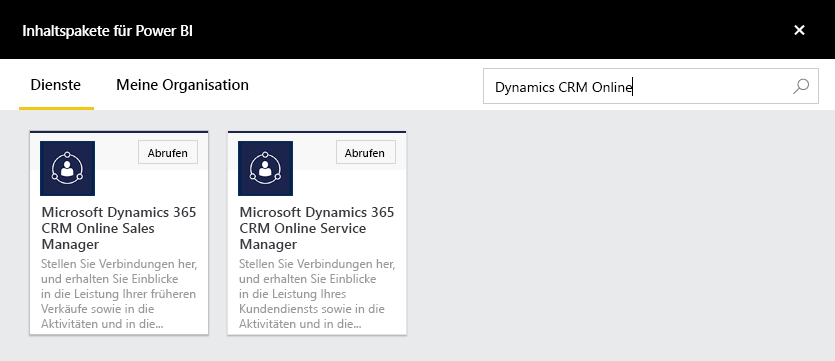 Inhaltspakete für Power BI
Dienste
Meine Organisation
Dynamics CRM Online
Abrufen
Microsoft Dynamics 365
CRM Online Sales
Manager
Stellen Sie Verbindungen her,
und erhalten Sie Einblicke
in die Leistung Ihrer früheren
Verkäufe sowie in die
Aktivitäten und in die...
Abrufen
Microsoft Dynamics 365
CRM Online Service
Manager
Stellen Sie Verbindungen her,
und erhalten Sie Einblicke
in die Leistung Ihres
Kundendiensts sowie in die
Aktivitäten und in die...